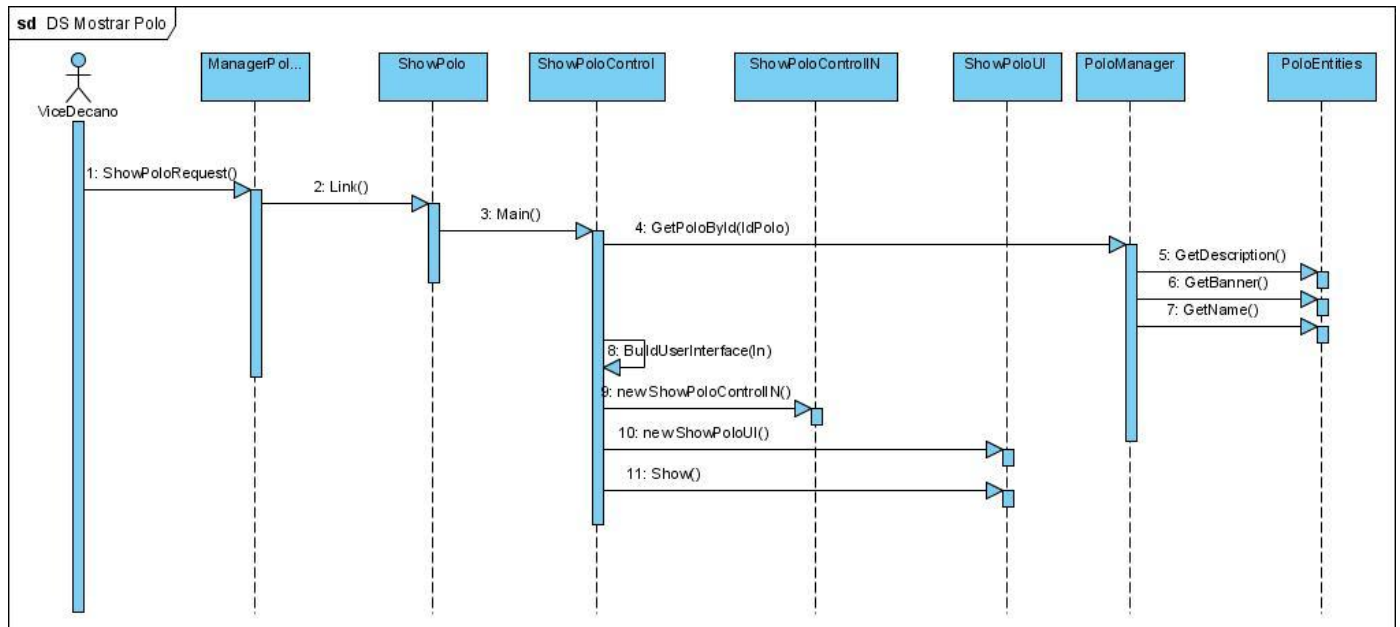 sd DS Mostrar Polo
ViceDecano
ManagerPol...
ShowPolo
ShowPoloControl
ShowPoloControlIN
ShowPoloUI
PoloManager
PoloEntities
1: ShowPoloRequest()
2: Link()
3: Main()
4: GetPoloById(IdPolo)
5: GetDescription()
6: GetBanner()
7: GetName()
8: BuildUserInterface(In)
9: newShowPoloControlIN()
10: newShowPoloUI()
11: Show()